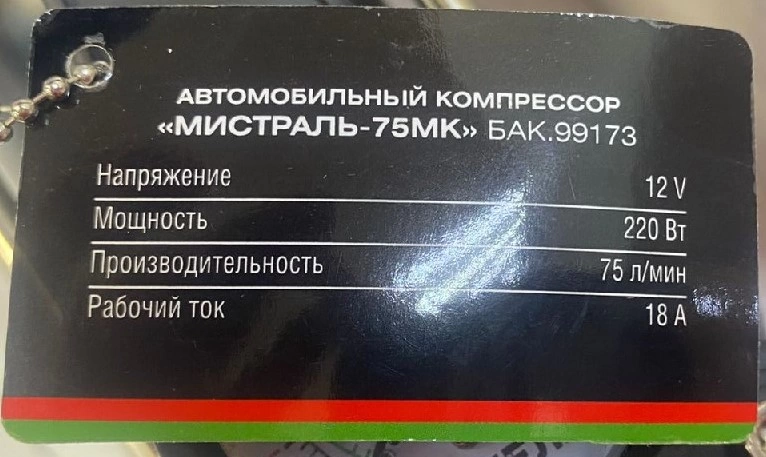 АВТОМОБИЛЬНЫЙ КОМПРЕССОР
«МИСТРАЛЬ-75МК» БАК.99173
Напряжение 12 V
Мощность 220 Вт
Производительность 75 л/мин
Рабочий ток 18 А